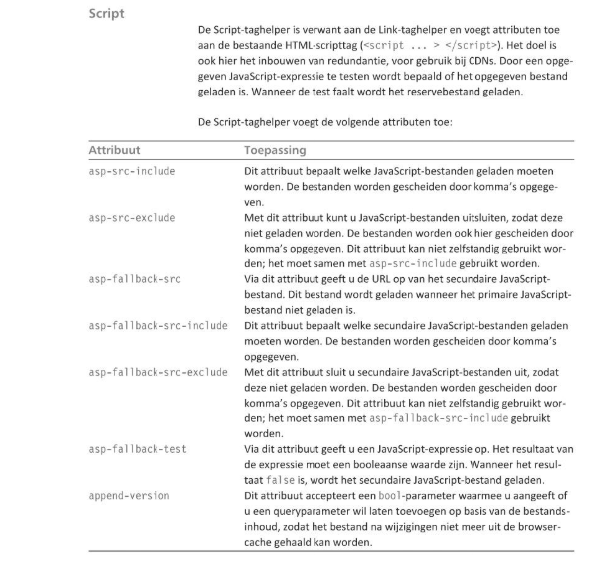 Script
De Script-taghelper is verwant aan de Link-taghelper en voegt attributen toe
aan de bestaande HTML-scripttag (<script ... > </script>). Het doel is
ook hier het inbouwen van redundantie, voor gebruik bij CDNs. Door een opge-
geven JavaScript-expressie te testen wordt bepaald of het opgegeven bestand
geladen is. Wanneer de test faalt wordt het reservebestand geladen.
De Script-taghelper voegt de volgende attributen toe:
Attribuut Toepassing
asp-src-include Dit attribuut bepaalt welke JavaScript-bestanden geladen moeten
worden. De bestanden worden gescheiden door komma's opgege-
ven.
asp-src-exclude Met dit attribuut kunt u JavaScript-bestanden uitsluiten, zodat deze
niet geladen worden. De bestanden worden ook hier gescheiden door
komma's opgegeven. Dit attribuut kan niet zelfstandig gebruikt wor-
den; het moet samen met asp-src-include gebruikt worden.
asp-fallback-src Via dit attribuut geeft u de URL op van het secundaire JavaScript-
bestand. Dit bestand wordt geladen wanneer het primaire JavaScript-
bestand niet geladen is.
asp-fallback-src-include Dit attribuut bepaalt welke secundaire JavaScript-bestanden geladen
moeten worden. De bestanden worden gescheiden door komma's
opgegeven.
asp-fallback-src-exclude Met dit attribuut sluit u secundaire JavaScript-bestanden uit, zodat
deze niet geladen worden. De bestanden worden gescheiden door
komma's opgegeven. Dit attribuut kan niet zelfstandig gebruikt wor-
den; het moet samen met asp-fallback-src-include gebruikt
worden.
asp-fallback-test Via dit attribuut geeft u een JavaScript-expressie op. Het resultaat van
de expressie moet een booleaanse waarde zijn. Wanneer het resul-
taat false is, wordt het secundaire JavaScript-bestand geladen.
append-version Dit attribuut accepteert een bool-parameter waarmee u aangeeft of
u een queryparameter wil laten toevoegen op basis van de bestands-
inhoud, zodat het bestand na wijzigingen niet meer uit de browser-
cache gehaald kan worden.